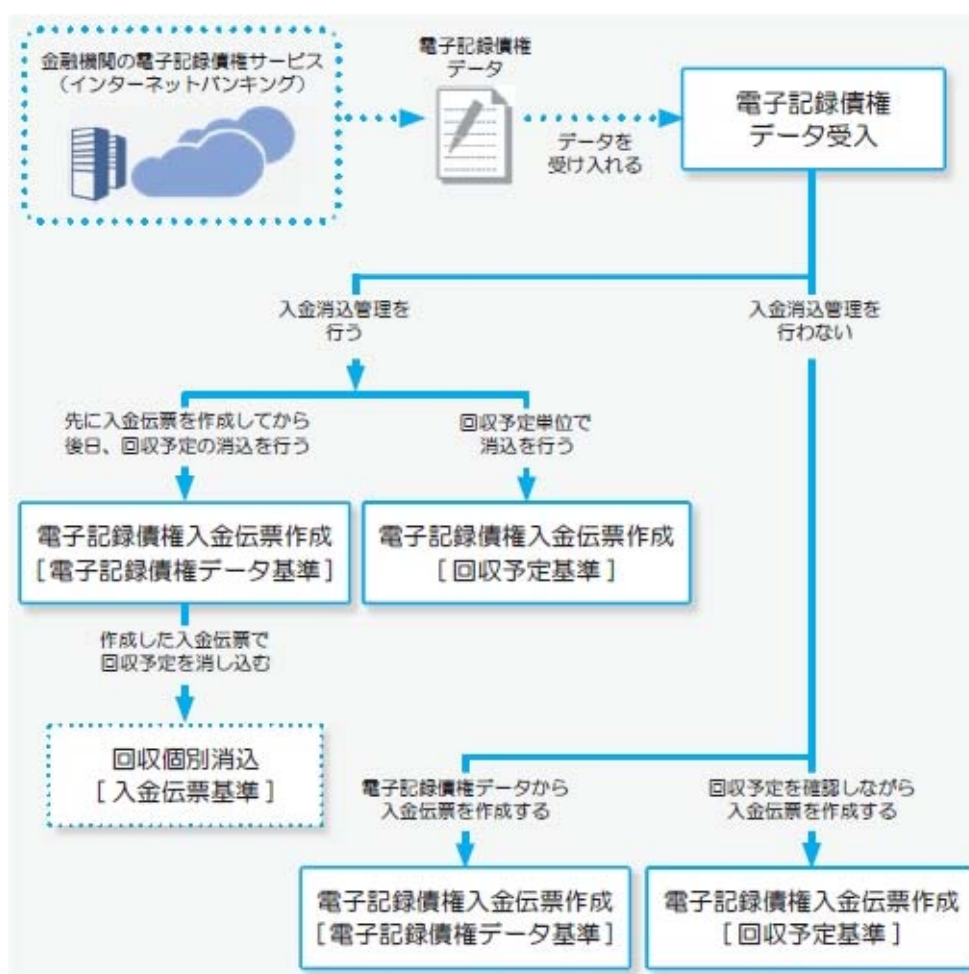 金融機関の電子記録債権サービス
（インターネットバンキング）
電子記録債権
データ
データを
受け入れる
電子記録債権
データ受入
入金消込管理を
行う
入金消込管理を
行わない
先に入金伝票を作成してから
後日、回収予定の消込を行う
回収予定単位で
消込を行う
電子記録債権入金伝票作成
[電子記録債権データ基準]
電子記録債権入金伝票作成
[回収予定基準]
作成した入金伝票で
回収予定を消し込む
回収個別消込
[入金伝票基準]
電子記録債権データから
入金伝票を作成する
回収予定を確認しながら
入金伝票を作成する
電子記録債権入金伝票作成
[電子記録債権データ基準]
電子記録債権入金伝票作成
[回収予定基準]